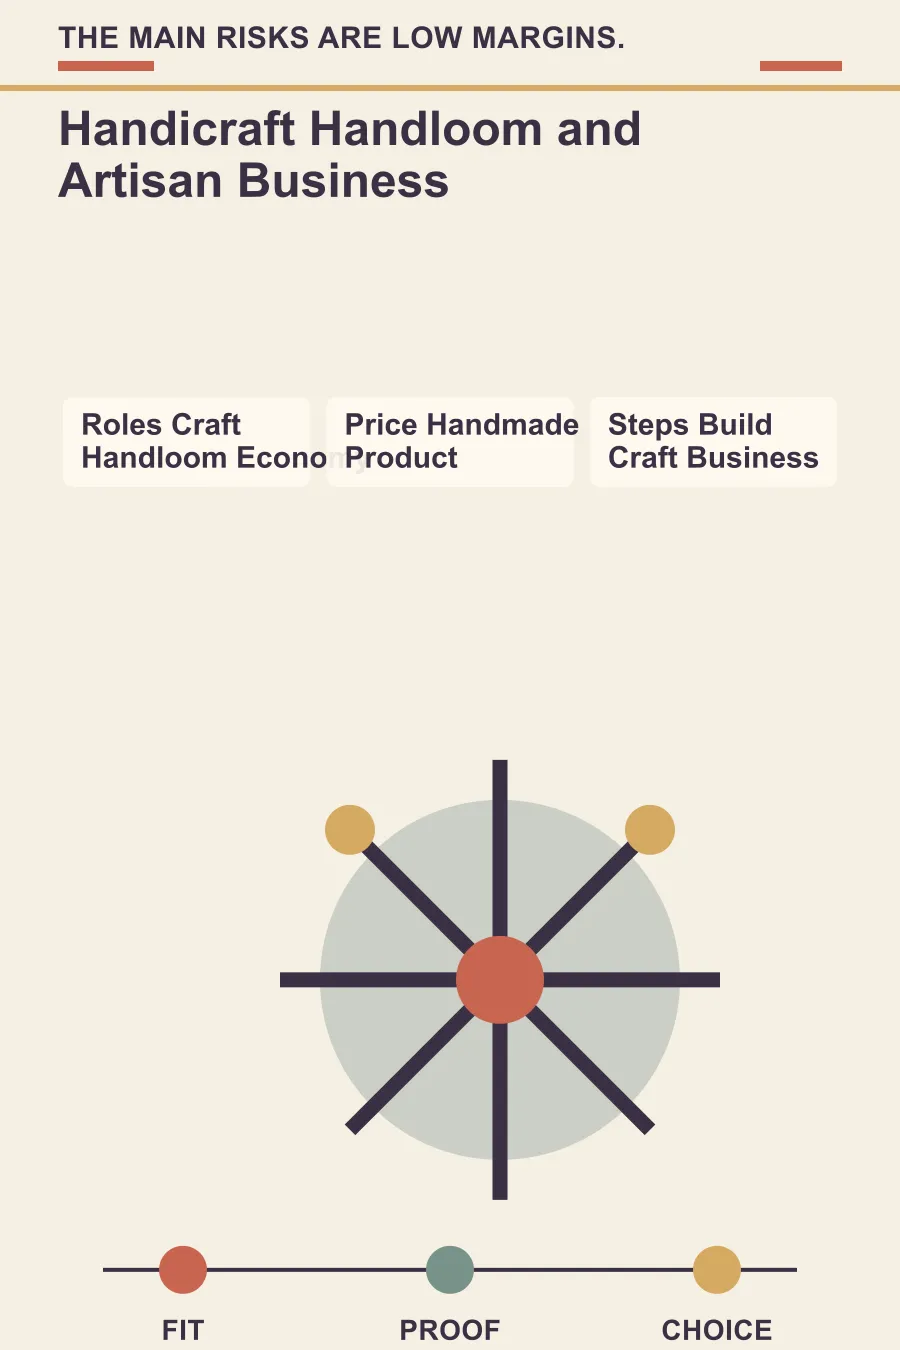 THE MAIN RISKS ARE LOW MARGINS.
Handicraft Handloom and
Artisan Business
Roles Craft
Handloom Economy
Price Handmade
Product
Steps Build
Craft Business
FIT
PROOF
CHOICE